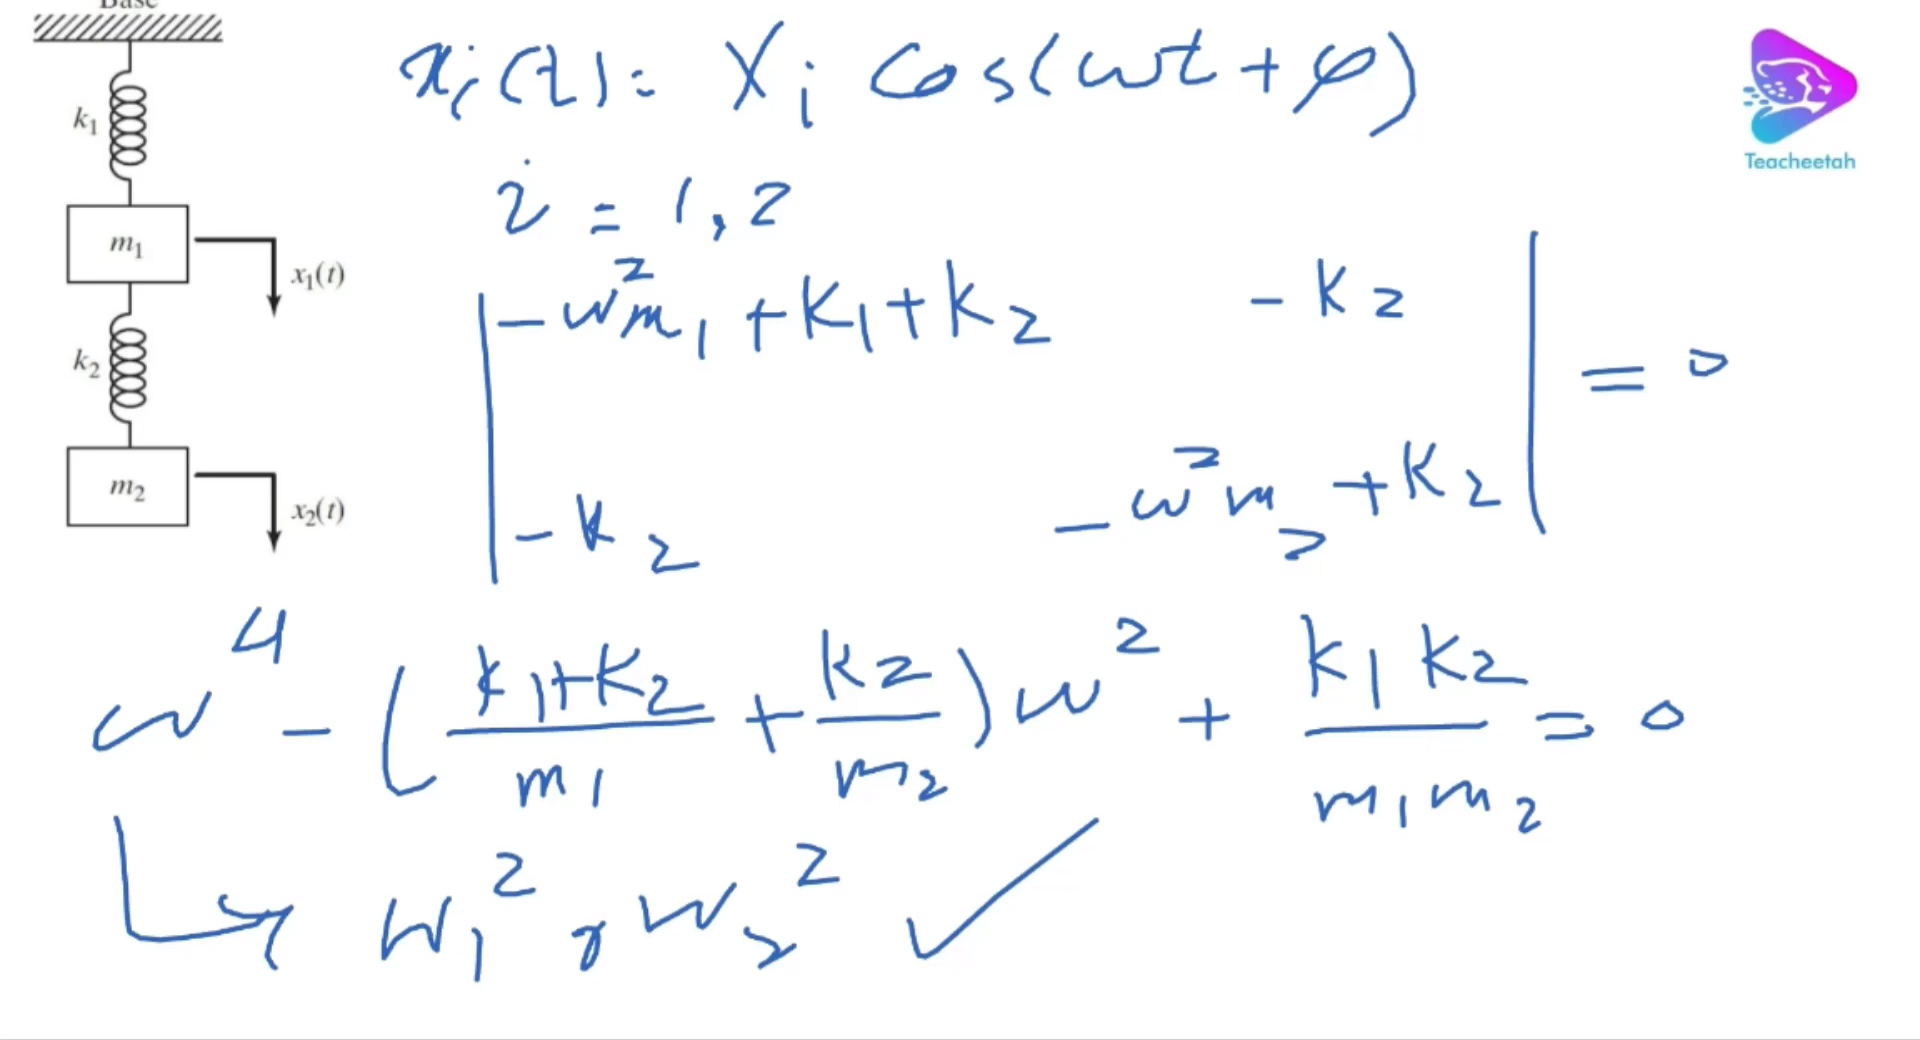 Base
k₁
m₁
x₁(t)
k₂
m₂
x₂(t)
xᵢ(t) = Xᵢ cos(ωt + φ)
i = 1, 2
| -ω²m₁ + k₁ + k₂   -k₂ |
| -k₂   -ω²m₂ + k₂ | = 0
ω⁴ - ( (k₁+k₂)/m₁ + k₂/m₂ ) ω² + k₁k₂/m₁m₂ = 0
↳ ω₁² , ω₂² ✓
Teacheetah